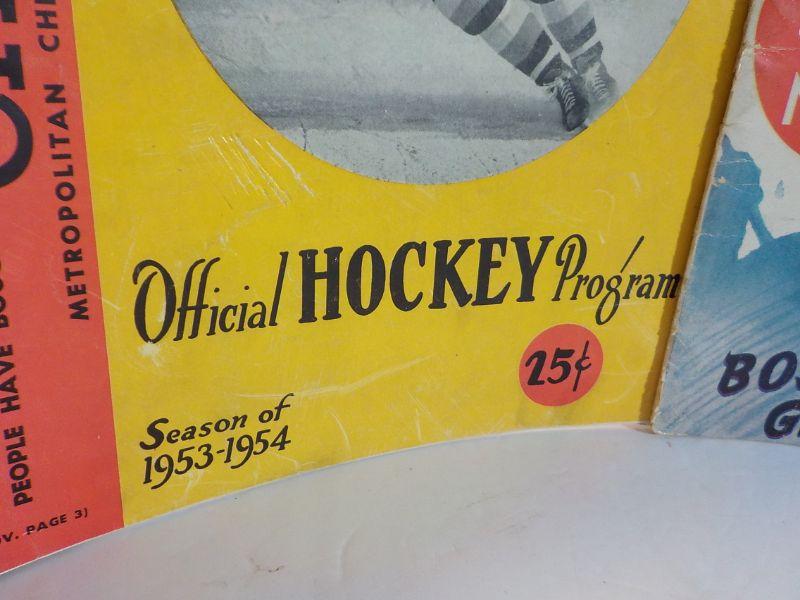 METROPOLITAN
PEOPLE HAVE
PAGE 3)
Official HOCKEY Program
25¢
Season of
1953-1954